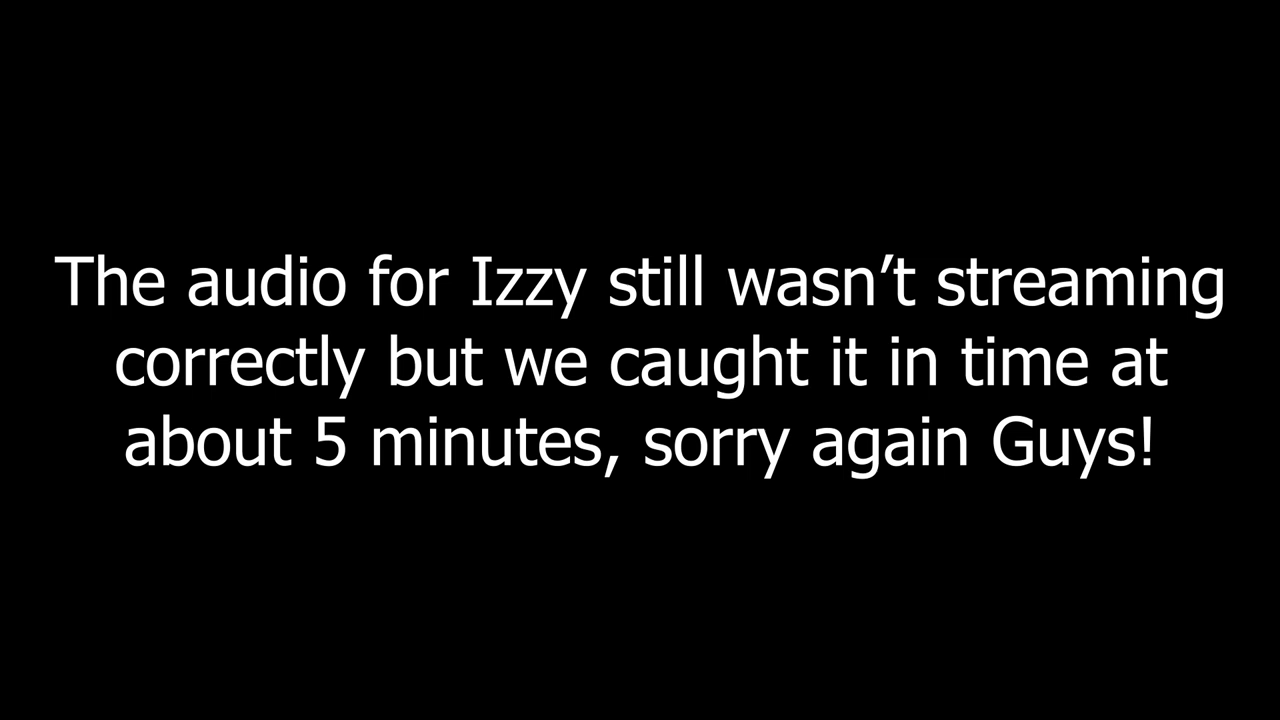 The audio for Izzy still wasn’t streaming
correctly but we caught it in time at
about 5 minutes, sorry again Guys!